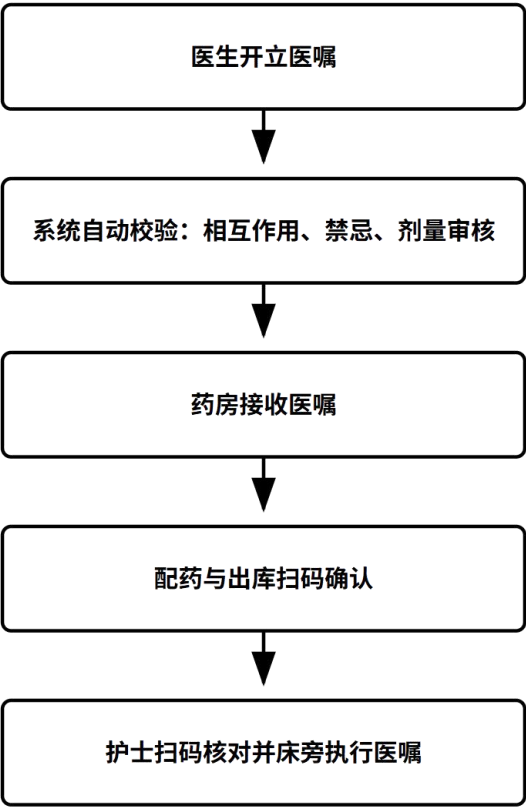 医生开立医嘱
系统自动校验：相互作用、禁忌、剂量审核
药房接收医嘱
配药与出库扫码确认
护士扫码核对并床旁执行医嘱